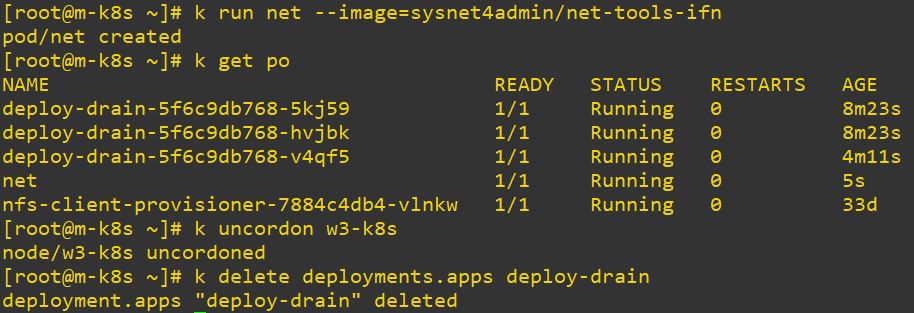 [root@m-k8s ~]# k run net --image=sysnet4admin/net-tools-ifn
pod/net created
[root@m-k8s ~]# k get po
NAME READY STATUS RESTARTS AGE
deploy-drain-5f6c9db768-5kj59 1/1 Running 0 8m23s
deploy-drain-5f6c9db768-hvjbk 1/1 Running 0 8m23s
deploy-drain-5f6c9db768-v4qf5 1/1 Running 0 4m11s
net 1/1 Running 0 5s
nfs-client-provisioner-7884c4db4-vlnkw 1/1 Running 0 33d
[root@m-k8s ~]# k uncordon w3-k8s
node/w3-k8s uncordoned
[root@m-k8s ~]# k delete deployments.apps deploy-drain
deployment.apps "deploy-drain" deleted